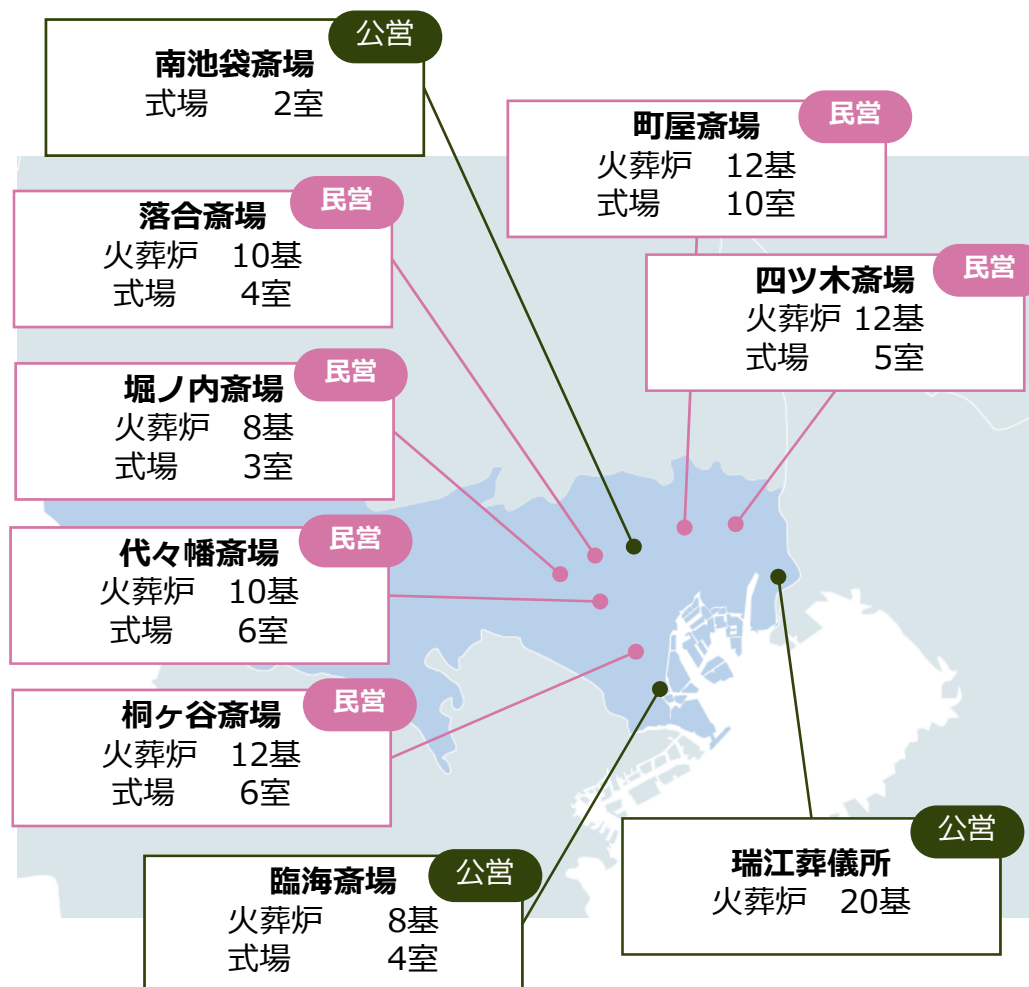 公営
南池袋斎場
式場 2室
民営
町屋斎場
火葬炉 12基
式場 10室
民営
落合斎場
火葬炉 10基
式場 4室
民営
四ツ木斎場
火葬炉 12基
式場 5室
民営
堀ノ内斎場
火葬炉 8基
式場 3室
民営
代々幡斎場
火葬炉 10基
式場 6室
民営
桐ヶ谷斎場
火葬炉 12基
式場 6室
公営
臨海斎場
火葬炉 8基
式場 4室
公営
瑞江葬儀所
火葬炉 20基